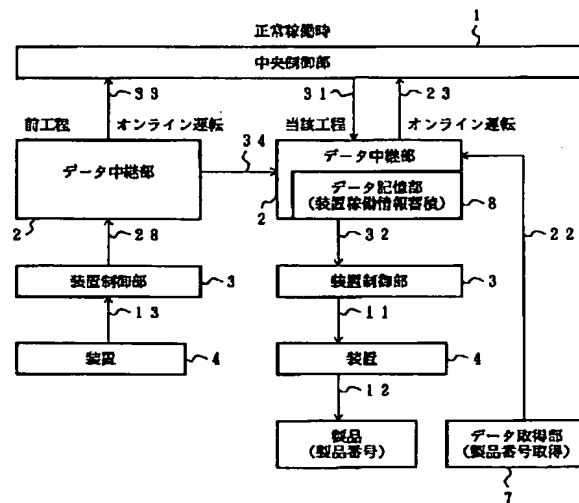 正常稼働時
1
中央制御部
33
31
23
前工程
オンライン運転
当該工程
オンライン運転
34
データ中継部
データ中継部
データ記憶部
(装置稼働情報蓄積)
2
2
8
28
32
22
装置制御部
3
装置制御部
3
13
11
装置
4
装置
4
12
製品
(製品番号)
データ取得部
(製品番号取得)
7